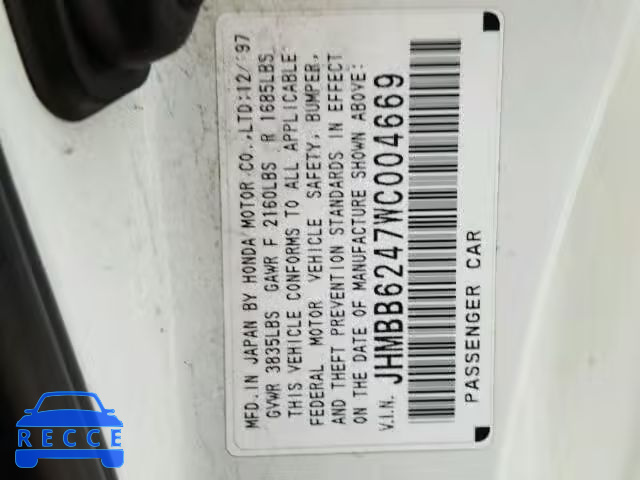 MFD.IN JAPAN BY HONDA MOTOR CO.,LTD:12/'97
GVWR 3835LBS GAWR F 2160LBS R 1685LBS
THIS VEHICLE CONFORMS TO ALL APPLICABLE
FEDERAL MOTOR VEHICLE SAFETY, BUMPER,
AND THEFT PREVENTION STANDARDS IN EFFECT
ON THE DATE OF MANUFACTURE SHOWN ABOVE:
V.I.N. JHMBB6247WC004669
PASSENGER CAR
RECCE